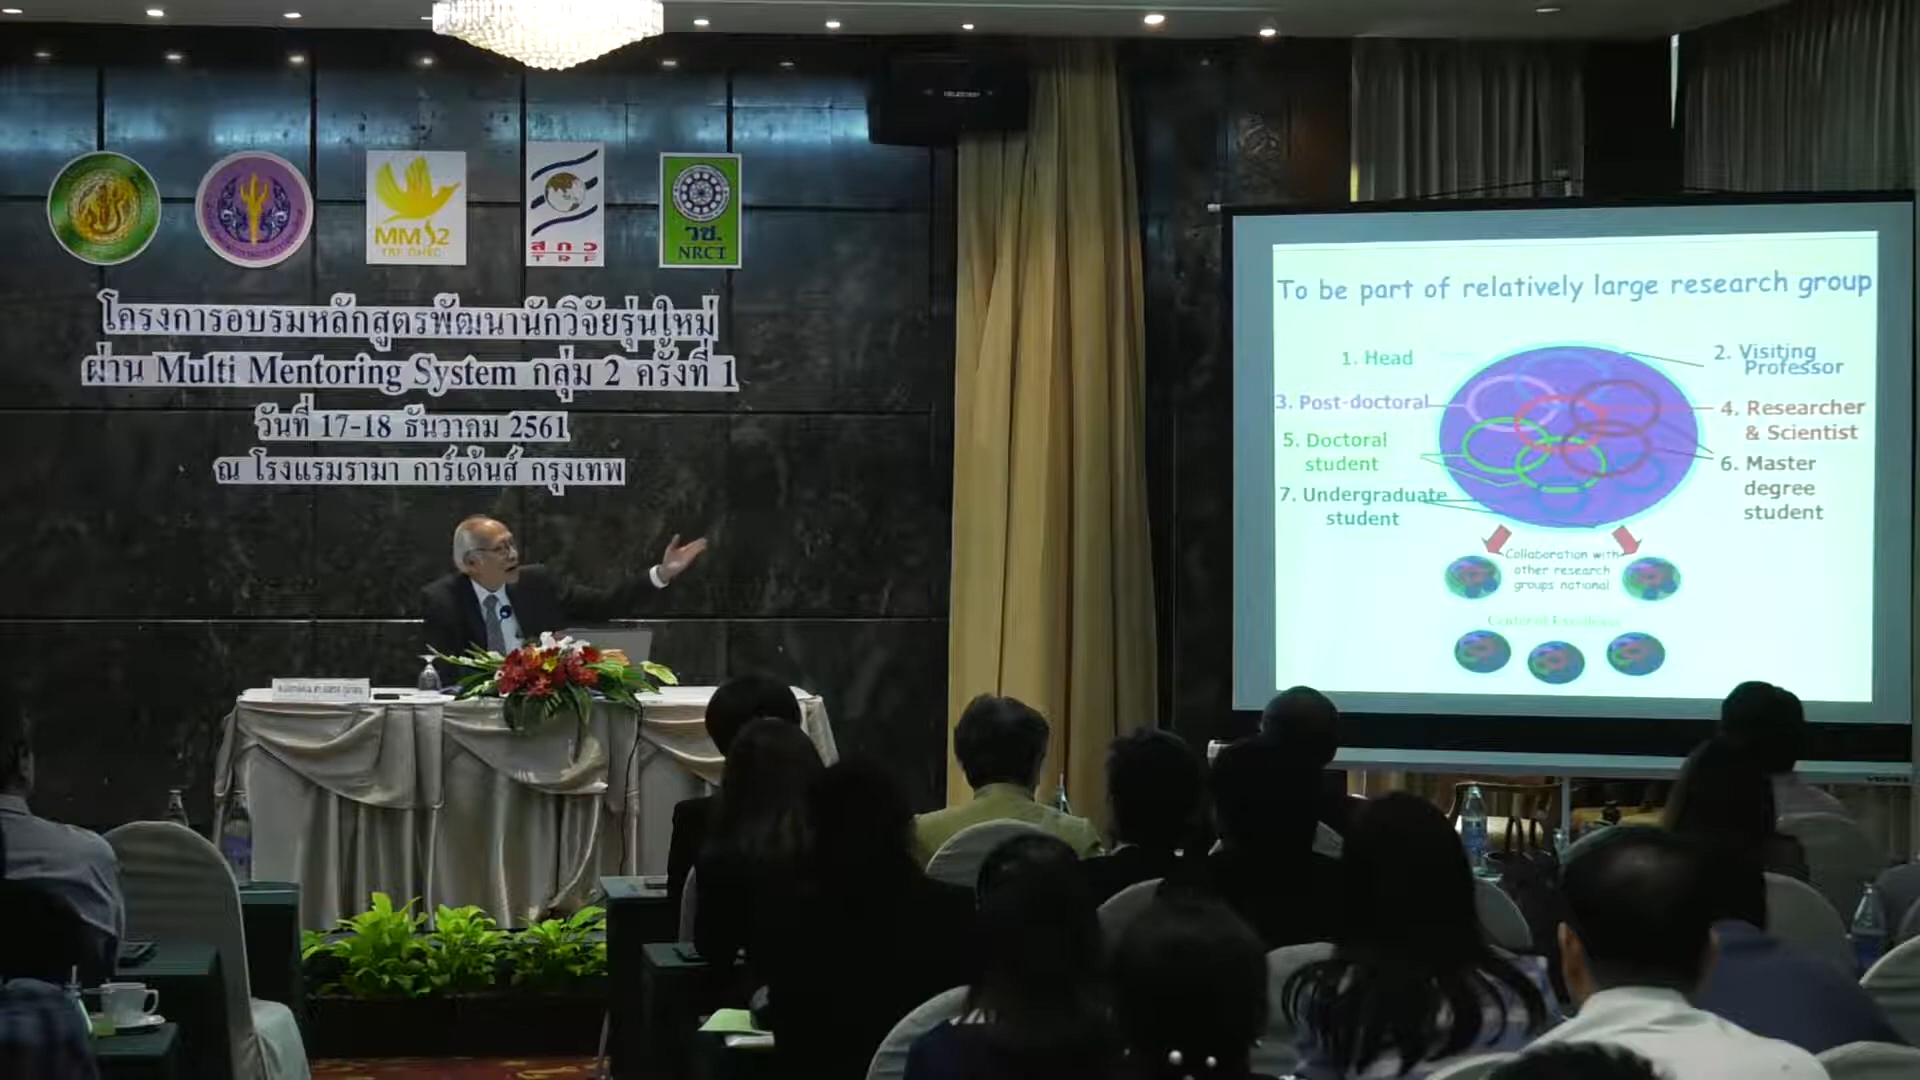 MMS2
สกว
TRF
วช.
NRCT
โครงการอบรมหลักสูตรพัฒนานักวิจัยรุ่นใหม่
ผ่าน Multi Mentoring System กลุ่ม 2 ครั้งที่ 1
วันที่ 17-18 ธันวาคม 2561
ณ โรงแรมรามา การ์เด้นส์ กรุงเทพ
To be part of relatively large research group
1. Head
2. Visiting
Professor
3. Post-doctoral
4. Researcher
& Scientist
5. Doctoral
student
6. Master
degree
student
7. Undergraduate
student
Collaboration with
other research
groups national
Center of Excellence